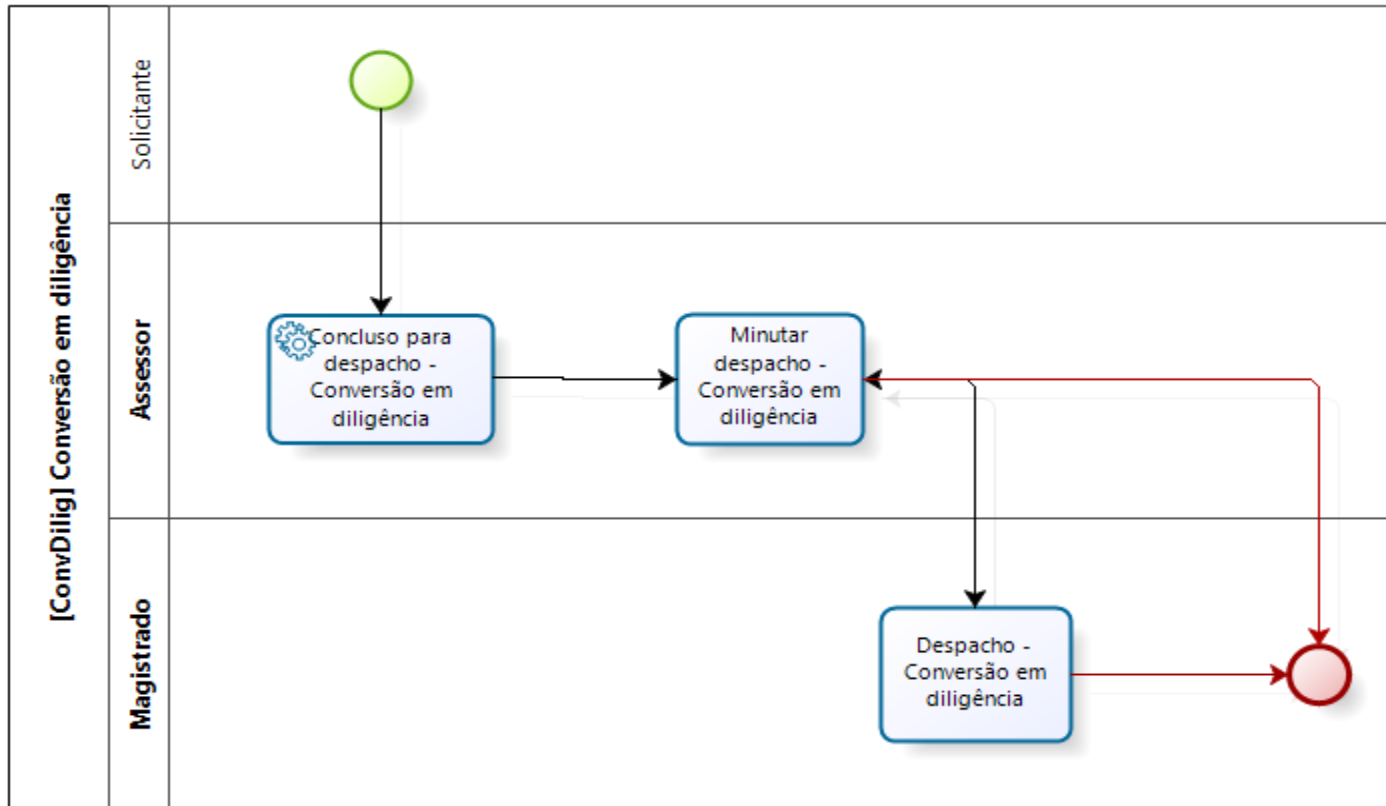 [ConvDilig] Conversão em diligência
Solicitante
Assessor
Concluso para
despacho -
Conversão em
diligência
Minutar
despacho -
Conversão em
diligência
Magistrado
Despacho -
Conversão em
diligência